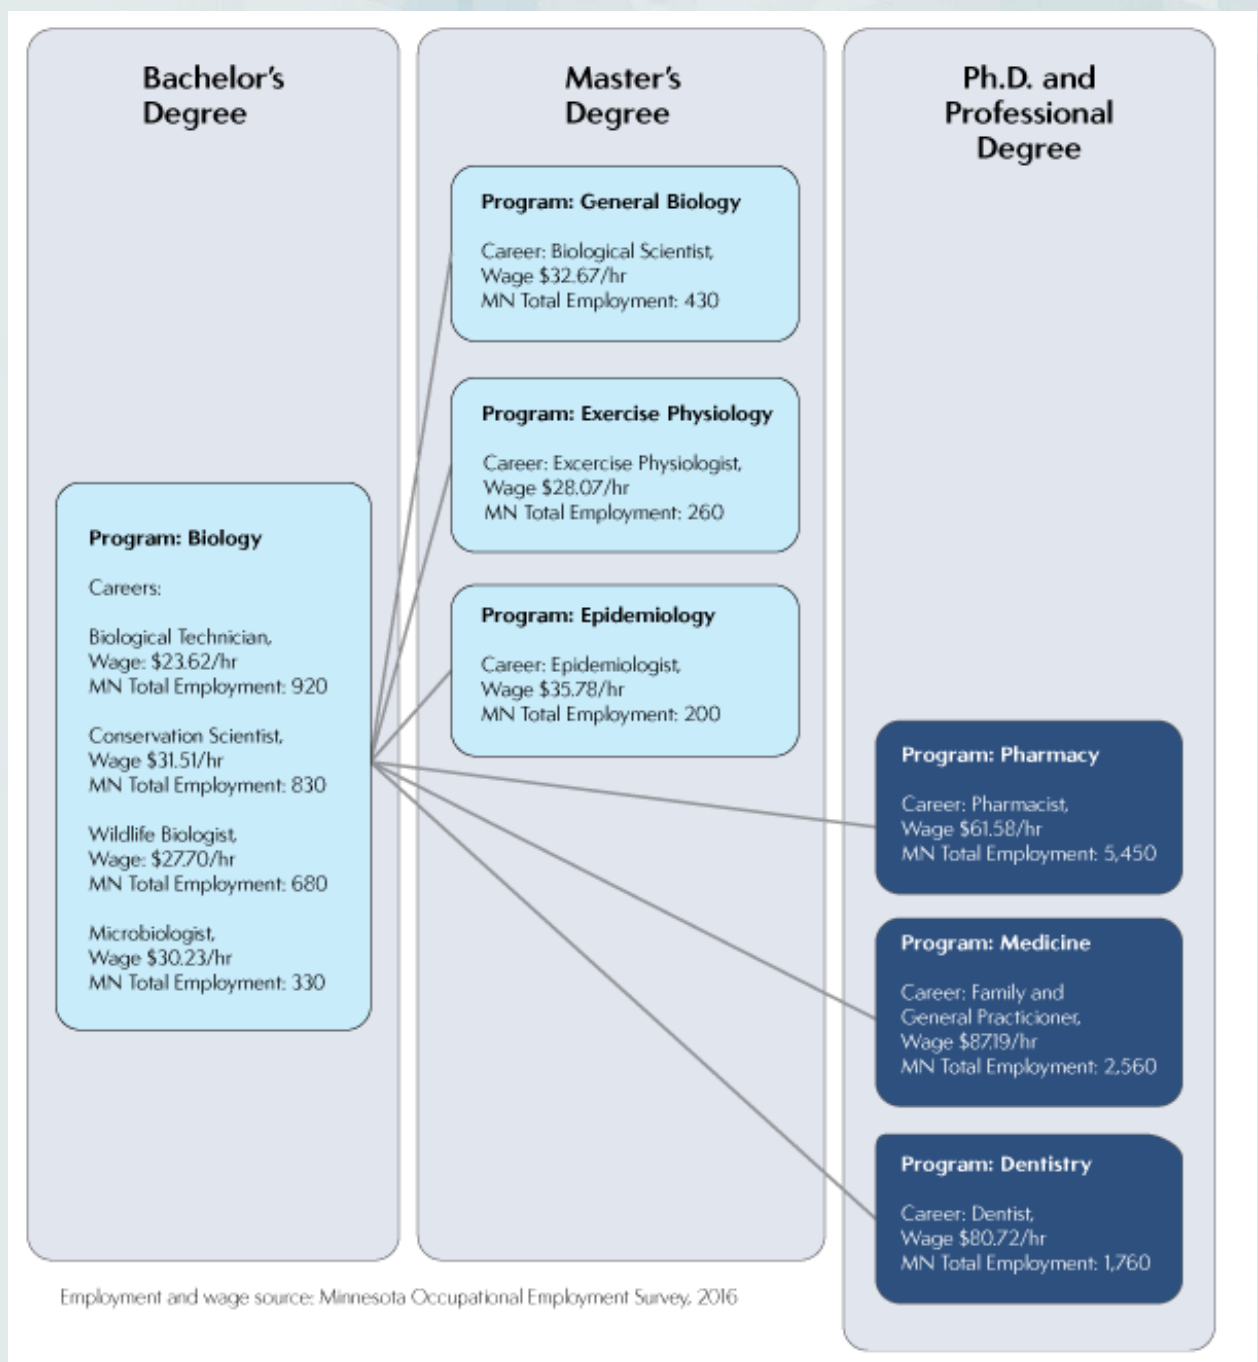 Bachelor's
Degree
Program: Biology
Careers:
Biological Technician,
Wage: $23.62/hr
MN Total Employment: 920
Conservation Scientist,
Wage $31.51/hr
MN Total Employment: 830
Wildlife Biologist,
Wage: $27.70/hr
MN Total Employment: 680
Microbiologist,
Wage $30.23/hr
MN Total Employment: 330
Master's
Degree
Program: General Biology
Career: Biological Scientist,
Wage $32.67/hr
MN Total Employment: 430
Program: Exercise Physiology
Career: Excercise Physiologist,
Wage $28.07/hr
MN Total Employment: 260
Program: Epidemiology
Career: Epidemiologist,
Wage $35.78/hr
MN Total Employment: 200
Ph.D. and
Professional
Degree
Program: Pharmacy
Career: Pharmacist,
Wage $61.58/hr
MN Total Employment: 5,450
Program: Medicine
Career: Family and
General Practicioner,
Wage $87.19/hr
MN Total Employment: 2,560
Program: Dentistry
Career: Dentist,
Wage $80.72/hr
MN Total Employment: 1,760
Employment and wage source: Minnesota Occupational Employment Survey, 2016